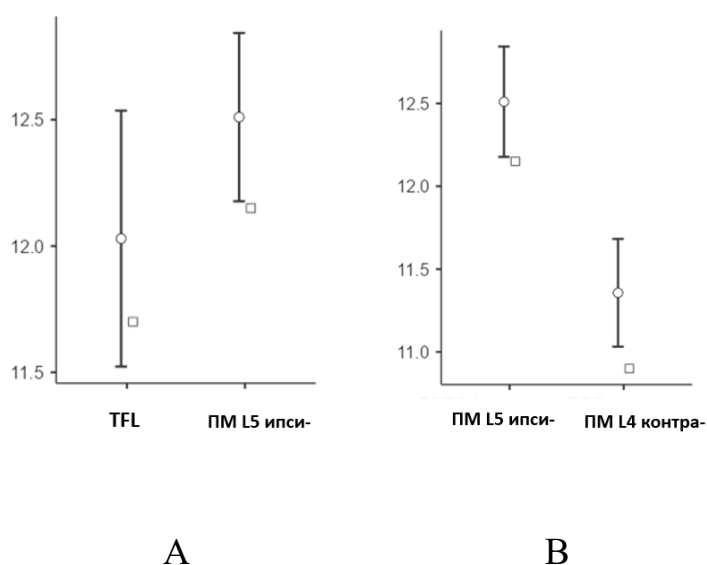 12.5
12.0
11.5
TFL
ПМ L5 ипси-
12.5
12.0
11.5
11.0
ПМ L5 ипси-
ПМ L4 контра-
A
B